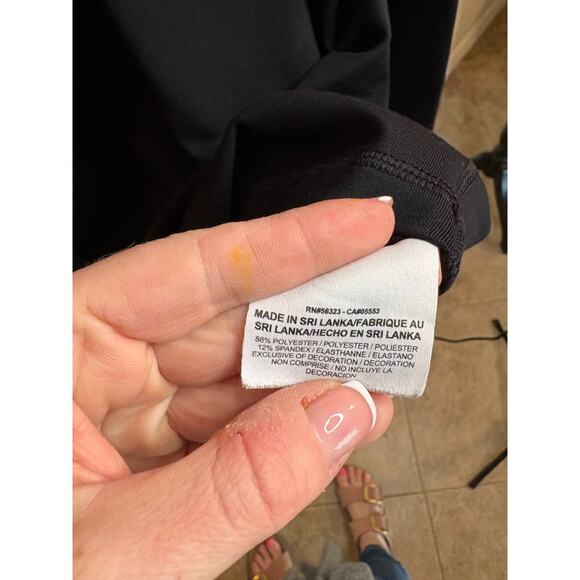 RN#56323 - CA#05553
MADE IN SRI LANKA/FABRIQUE AU
SRI LANKA/HECHO EN SRI LANKA
88% POLYESTER / POLYESTER / POLIESTER
12% SPANDEX / ELASTHANNE / ELASTANO
EXCLUSIVE OF DECORATION / DECORATION
NON COMPRISE / NO INCLUYE LA
DECORACION